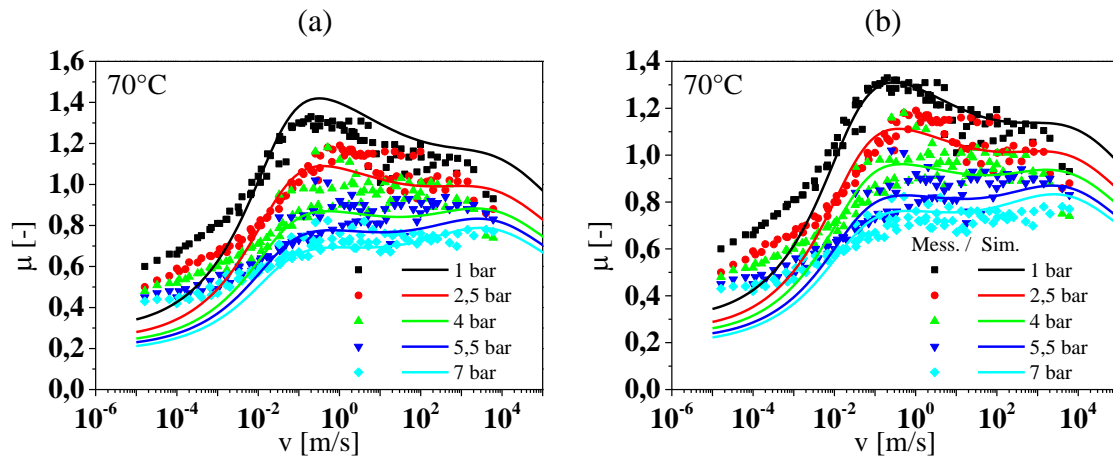 (a)
70°C
μ [-]
1,6
1,4
1,2
1,0
0,8
0,6
0,4
0,2
0,0
10-6 10-4 10-2 100 102 104
v [m/s]
1 bar
2,5 bar
4 bar
5,5 bar
7 bar
(b)
70°C
μ [-]
1,4
1,2
1,0
0,8
0,6
0,4
0,2
0,0
10-6 10-4 10-2 100 102 104
v [m/s]
Mess. / Sim.
1 bar
2,5 bar
4 bar
5,5 bar
7 bar